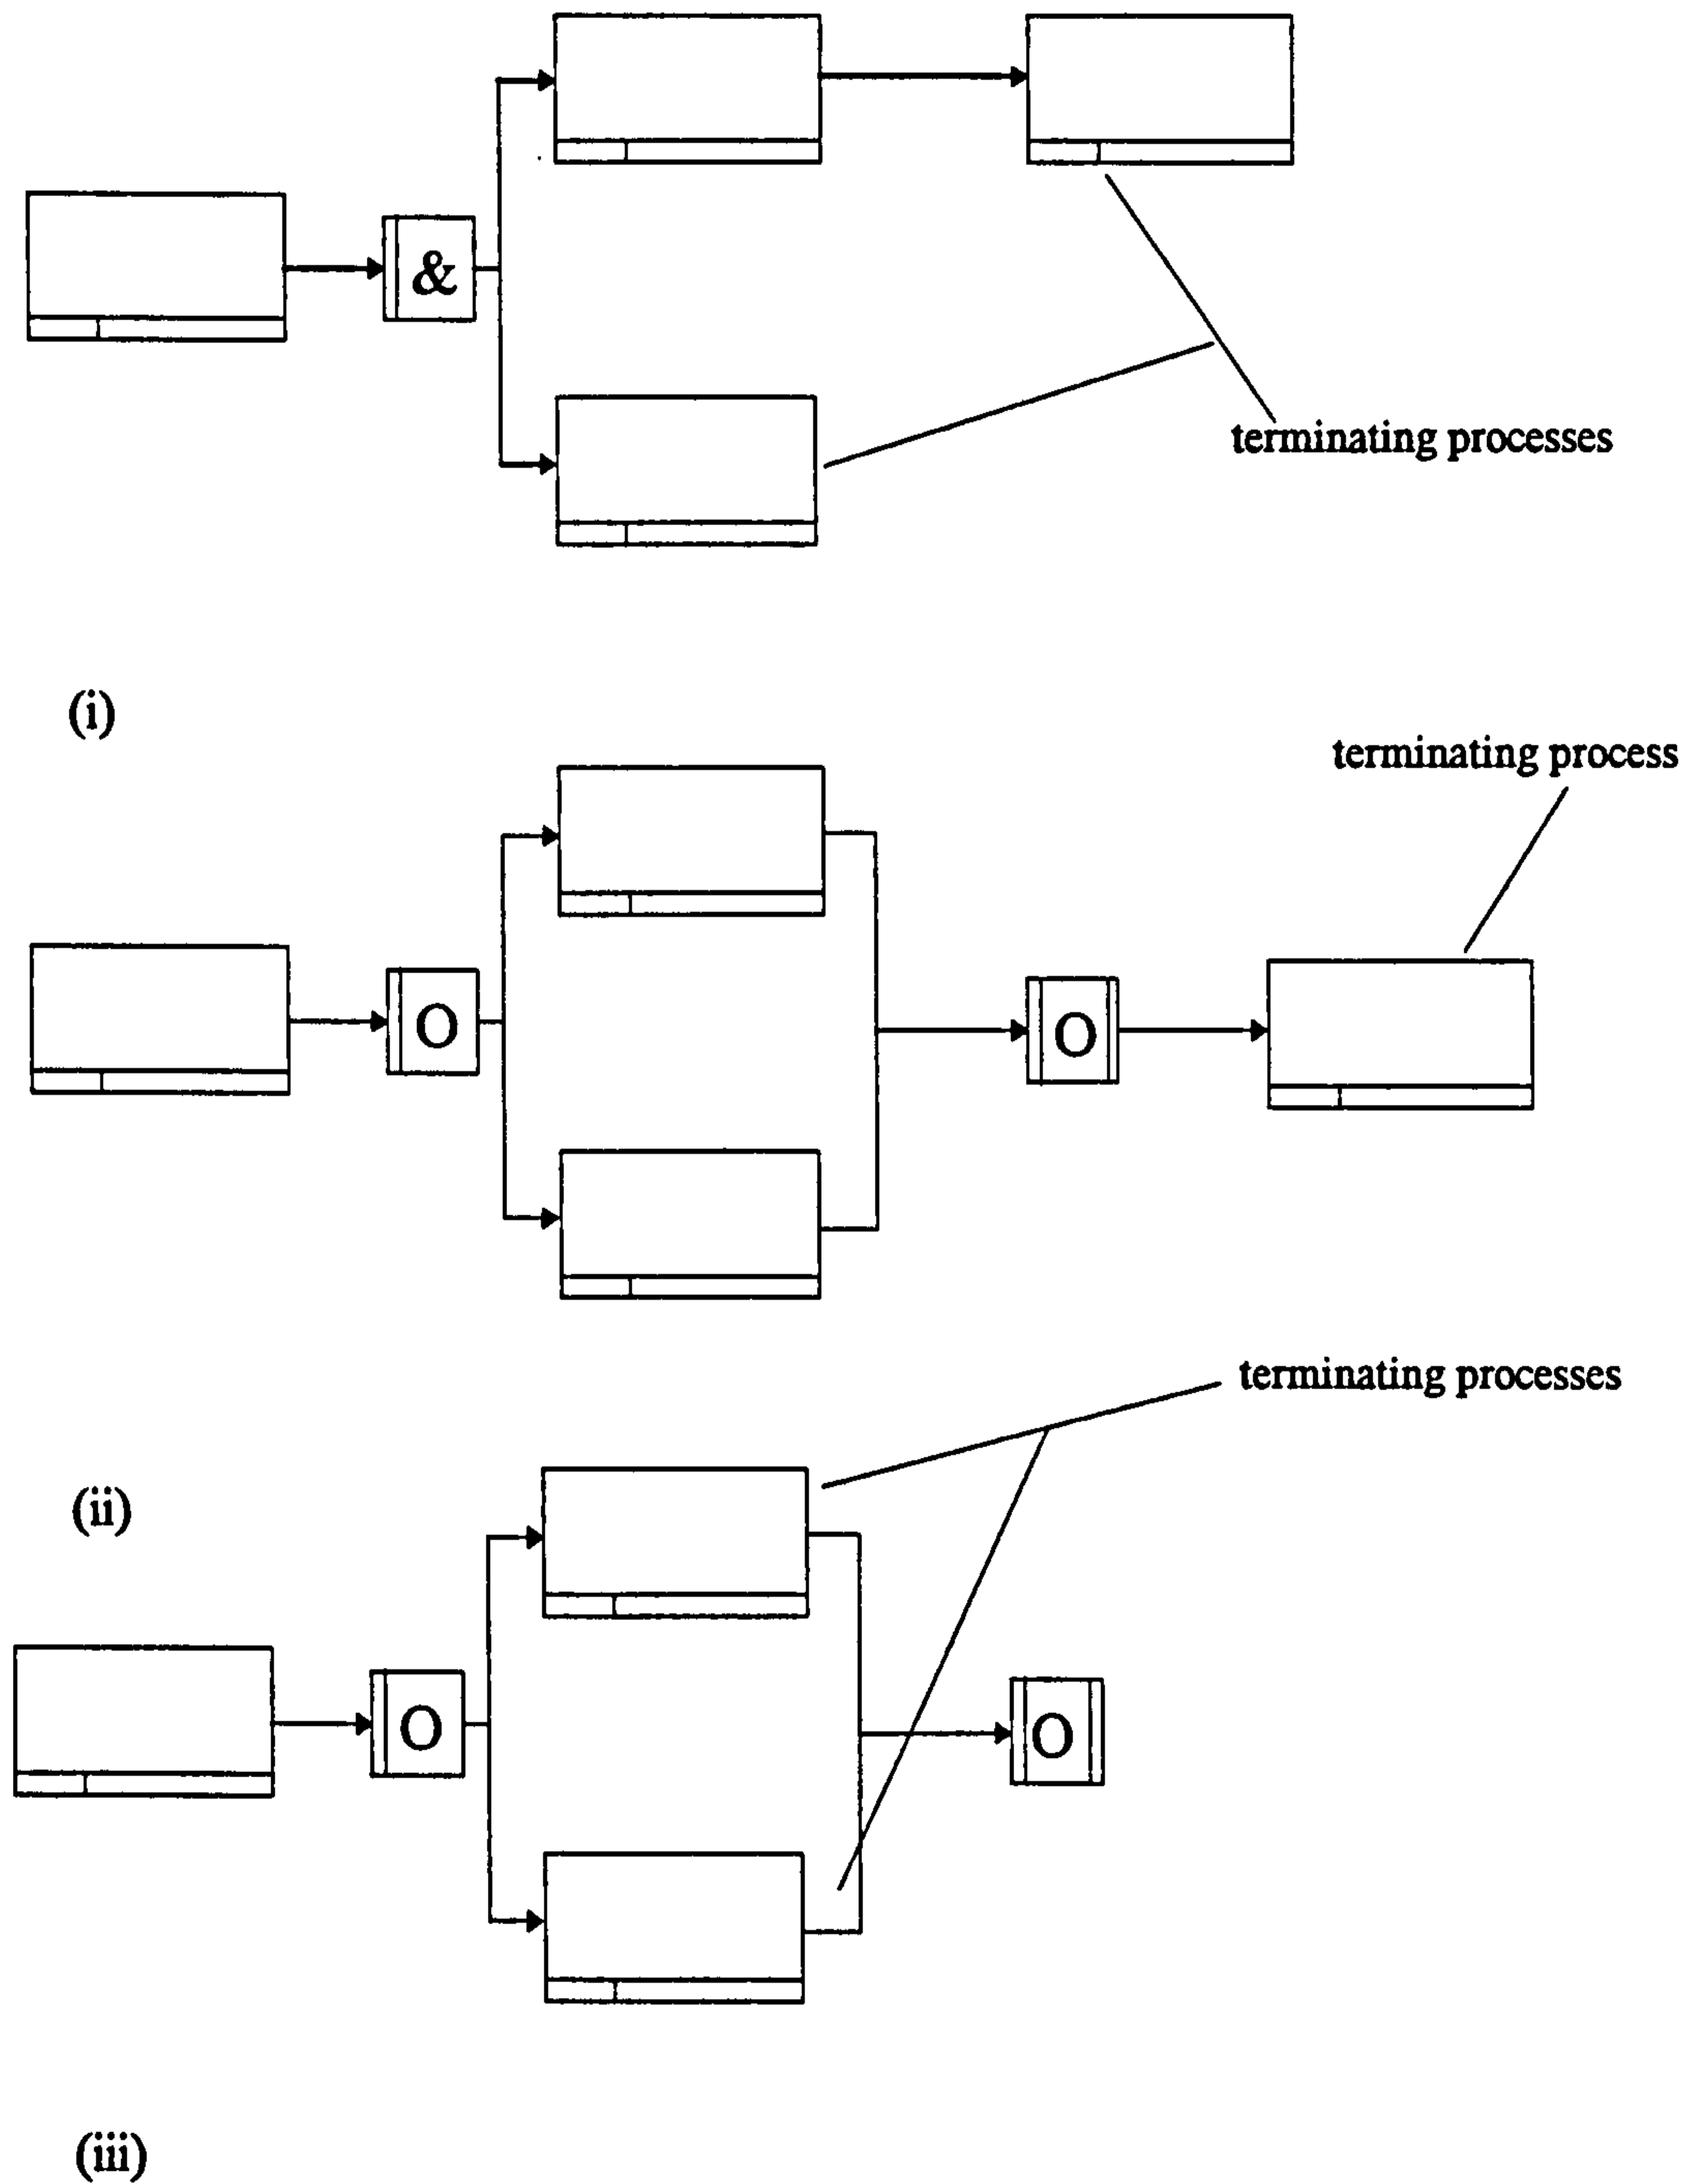 &
terminating processes
(i)
terminating process
O
O
terminating processes
(ii)
O
O
(iii)